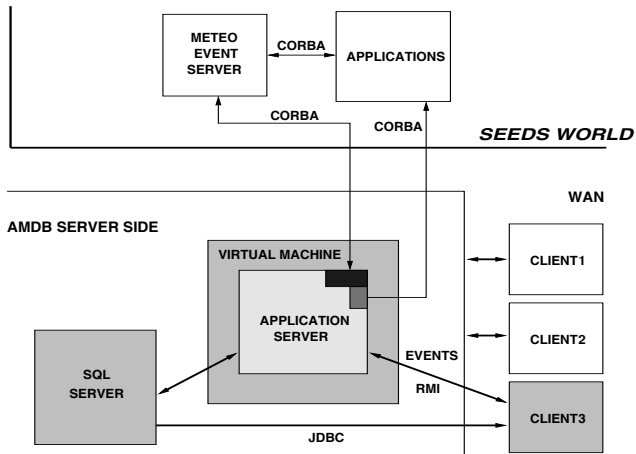 METEO
EVENT
SERVER
CORBA
APPLICATIONS
CORBA
CORBA
SEEDS WORLD
WAN
AMDB SERVER SIDE
VIRTUAL MACHINE
CLIENT1
APPLICATION
SERVER
CLIENT2
EVENTS
SQL
SERVER
RMI
CLIENT3
JDBC